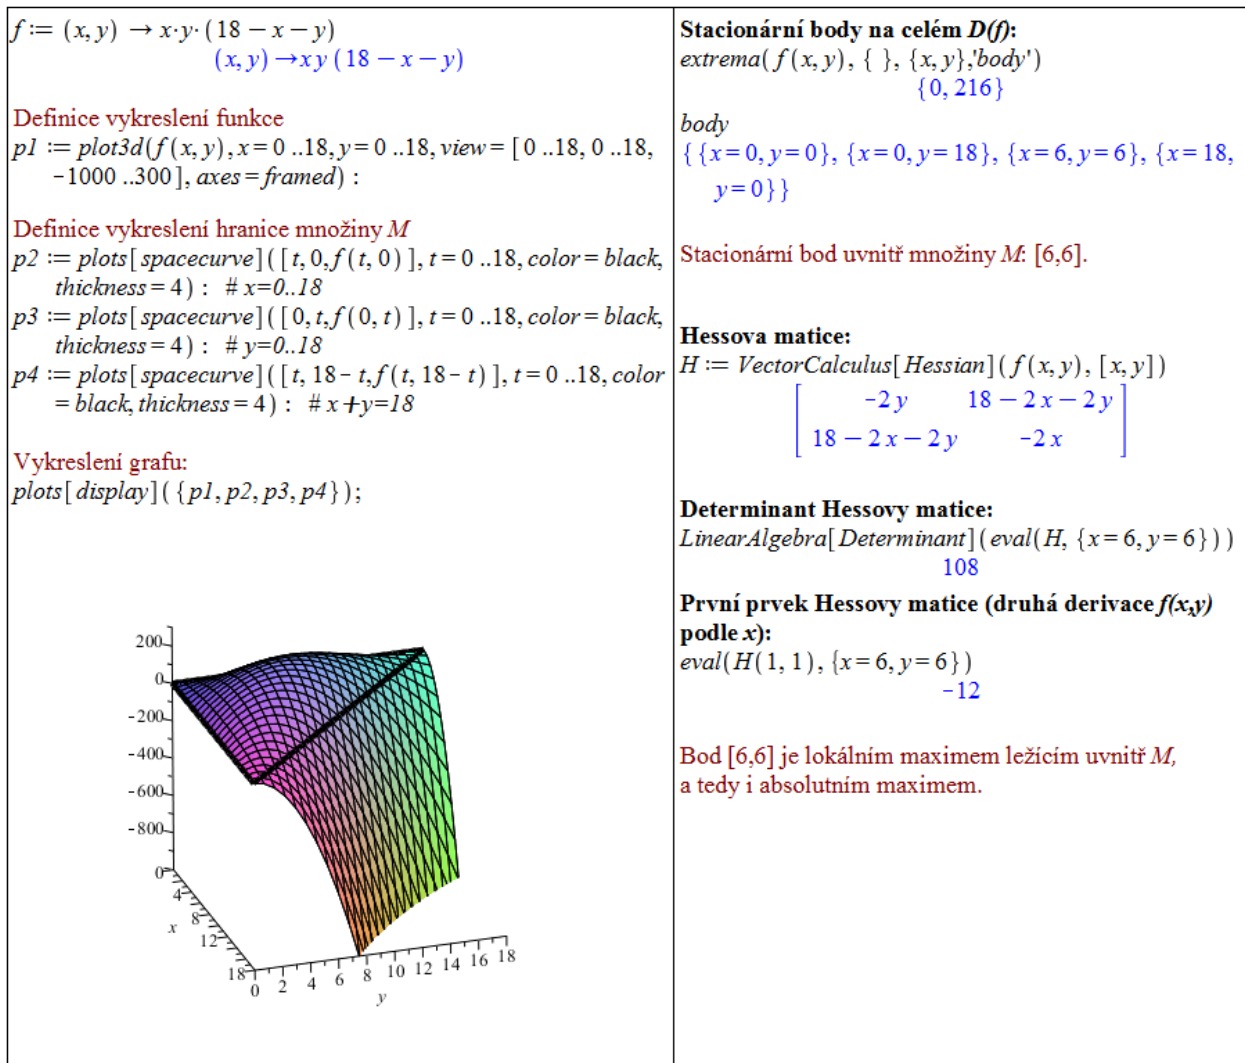 f := (x, y) → x·y·(18 − x − y)
(x, y) → x y (18 − x − y)
Definice vykreslení funkce
p1 := plot3d(f(x, y), x = 0 ..18, y = 0 ..18, view = [0 ..18, 0 ..18,
−1000 ..300], axes = framed) :
Definice vykreslení hranice množiny M
p2 := plots[spacecurve]([t, 0, f(t, 0)], t = 0 ..18, color = black,
thickness = 4) : # x=0..18
p3 := plots[spacecurve]([0, t, f(0, t)], t = 0 ..18, color = black,
thickness = 4) : # y=0..18
p4 := plots[spacecurve]([t, 18 − t, f(t, 18 − t)], t = 0 ..18, color
= black, thickness = 4) : # x+y=18
Vykreslení grafu:
plots[display]({p1, p2, p3, p4});
200
0
−200
−400
−600
−800
0
4
8
x
12
18
0 2 4 6 8 10 12 14 16 18
y
Stacionární body na celém D(f):
extrema(f(x, y), { }, {x, y},'body')
{0, 216}
body
{{x = 0, y = 0}, {x = 0, y = 18}, {x = 6, y = 6}, {x = 18,
y = 0}}
Stacionární bod uvnitř množiny M: [6,6].
Hessova matice:
H := VectorCalculus[Hessian](f(x, y), [x, y])
−2 y 18 − 2 x − 2 y
18 − 2 x − 2 y −2 x
Determinant Hessovy matice:
LinearAlgebra[Determinant](eval(H, {x = 6, y = 6}))
108
První prvek Hessovy matice (druhá derivace f(x,y)
podle x):
eval(H(1, 1), {x = 6, y = 6})
−12
Bod [6,6] je lokálním maximem ležícím uvnitř M,
a tedy i absolutním maximem.